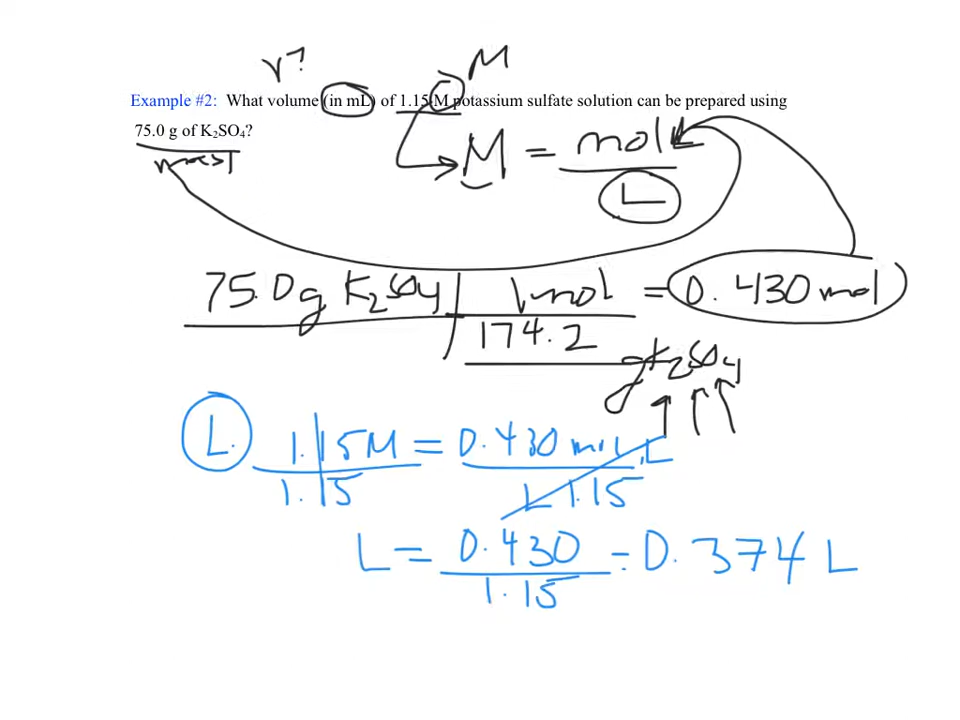 V?
M
Example #2: What volume (in mL) of 1.15 M potassium sulfate solution can be prepared using
75.0 g of K₂SO₄?
mass
M = mol / L
75.0g K₂SO₄ | 1 mol = 0.430 mol
174.2 g K₂SO₄
L. 1.15 M = 0.430 mol L
1.15 L 1.15
L = 0.430 = 0.374 L
1.15